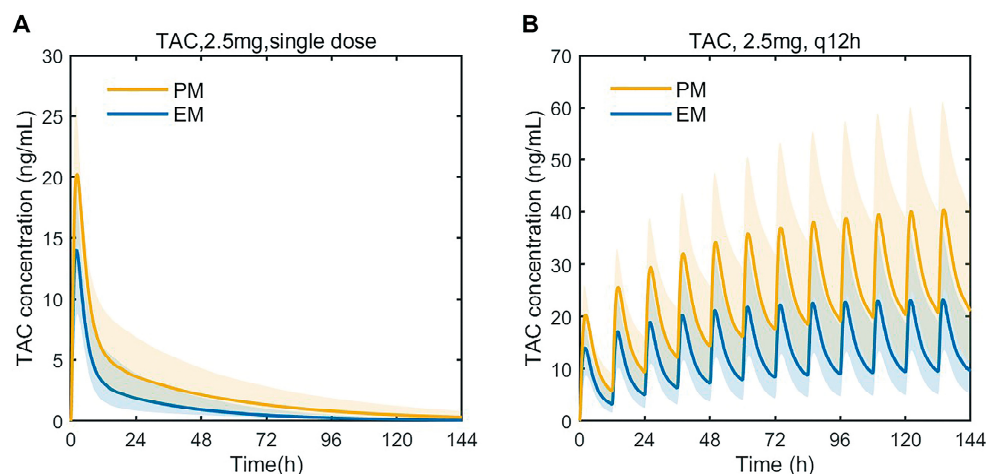 A
TAC,2.5mg,single dose
30
25
20
15
10
5
0
TAC concentration (ng/mL)
PM
EM
0 24 48 72 96 120 144
Time(h)
B
TAC, 2.5mg, q12h
70
60
50
40
30
20
10
0
TAC concentration (ng/mL)
PM
EM
0 24 48 72 96 120 144
Time (h)